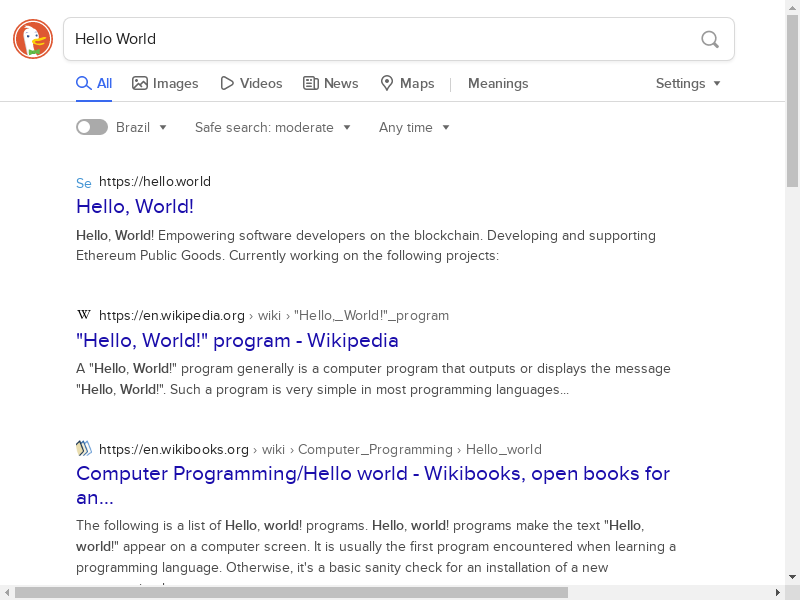 Hello World
All Images Videos News Maps Meanings Settings
Brazil Safe search: moderate Any time
Se https://hello.world
Hello, World!
Hello, World! Empowering software developers on the blockchain. Developing and supporting
Ethereum Public Goods. Currently working on the following projects:
W https://en.wikipedia.org › wiki › "Hello,_World!"_program
"Hello, World!" program - Wikipedia
A "Hello, World!" program generally is a computer program that outputs or displays the message
"Hello, World!". Such a program is very simple in most programming languages...
https://en.wikibooks.org › wiki › Computer_Programming › Hello_world
Computer Programming/Hello world - Wikibooks, open books for
an...
The following is a list of Hello, world! programs. Hello, world! programs make the text "Hello,
world!" appear on a computer screen. It is usually the first program encountered when learning a
programming language. Otherwise, it's a basic sanity check for an installation of a new